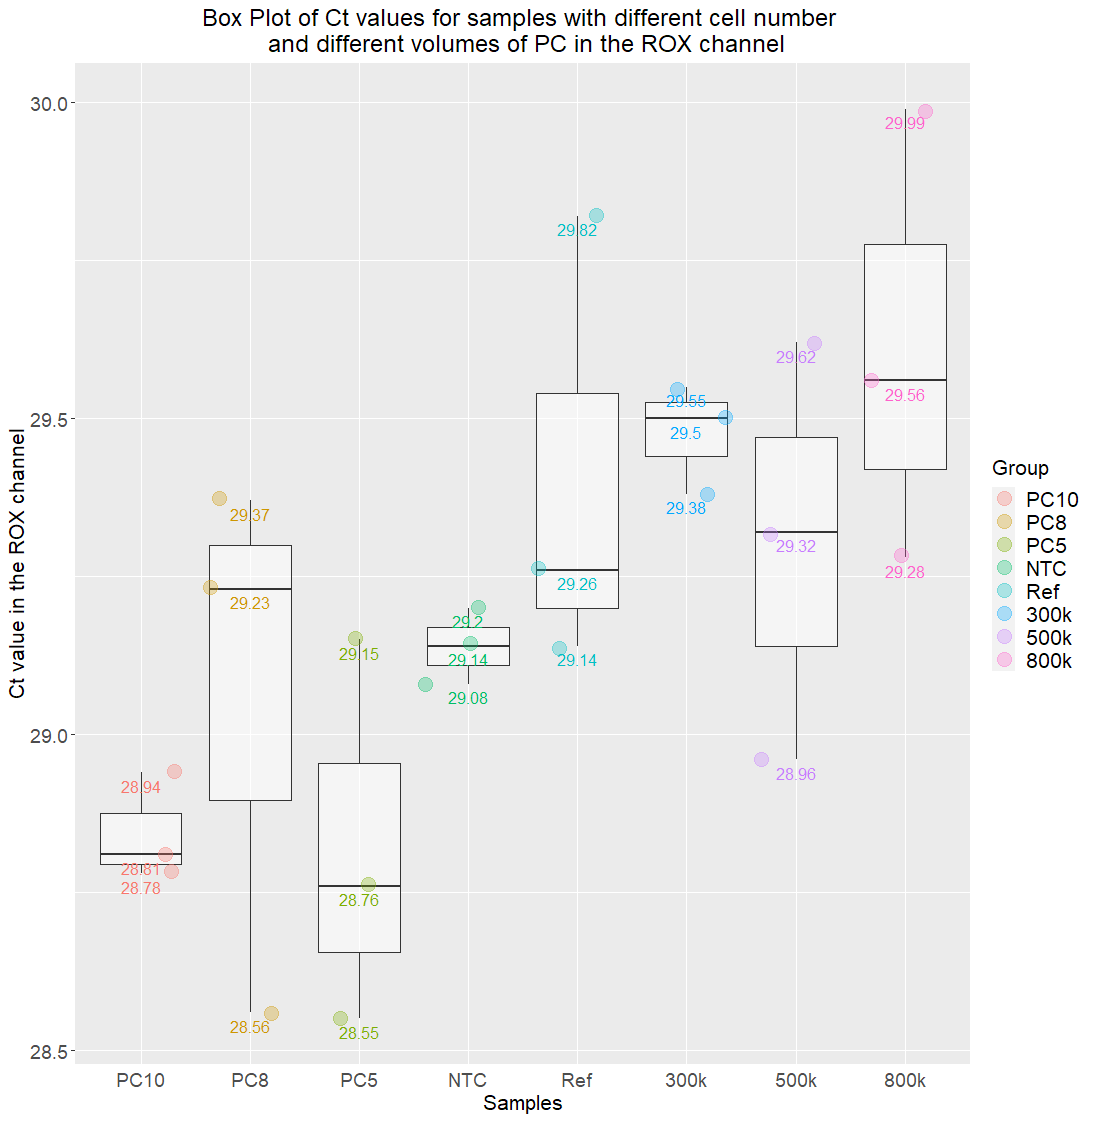 Box Plot of Ct values for samples with different cell number
and different volumes of PC in the ROX channel
Ct value in the ROX channel
30.0
29.5
29.0
28.5
28.94
28.81
28.78
29.37
29.23
28.56
29.15
28.76
28.55
29.2
29.14
29.08
29.82
29.26
29.14
29.55
29.5
29.38
29.62
29.32
28.96
29.99
29.56
29.28
PC10 PC8 PC5 NTC Ref 300k 500k 800k
Samples
Group
PC10
PC8
PC5
NTC
Ref
300k
500k
800k